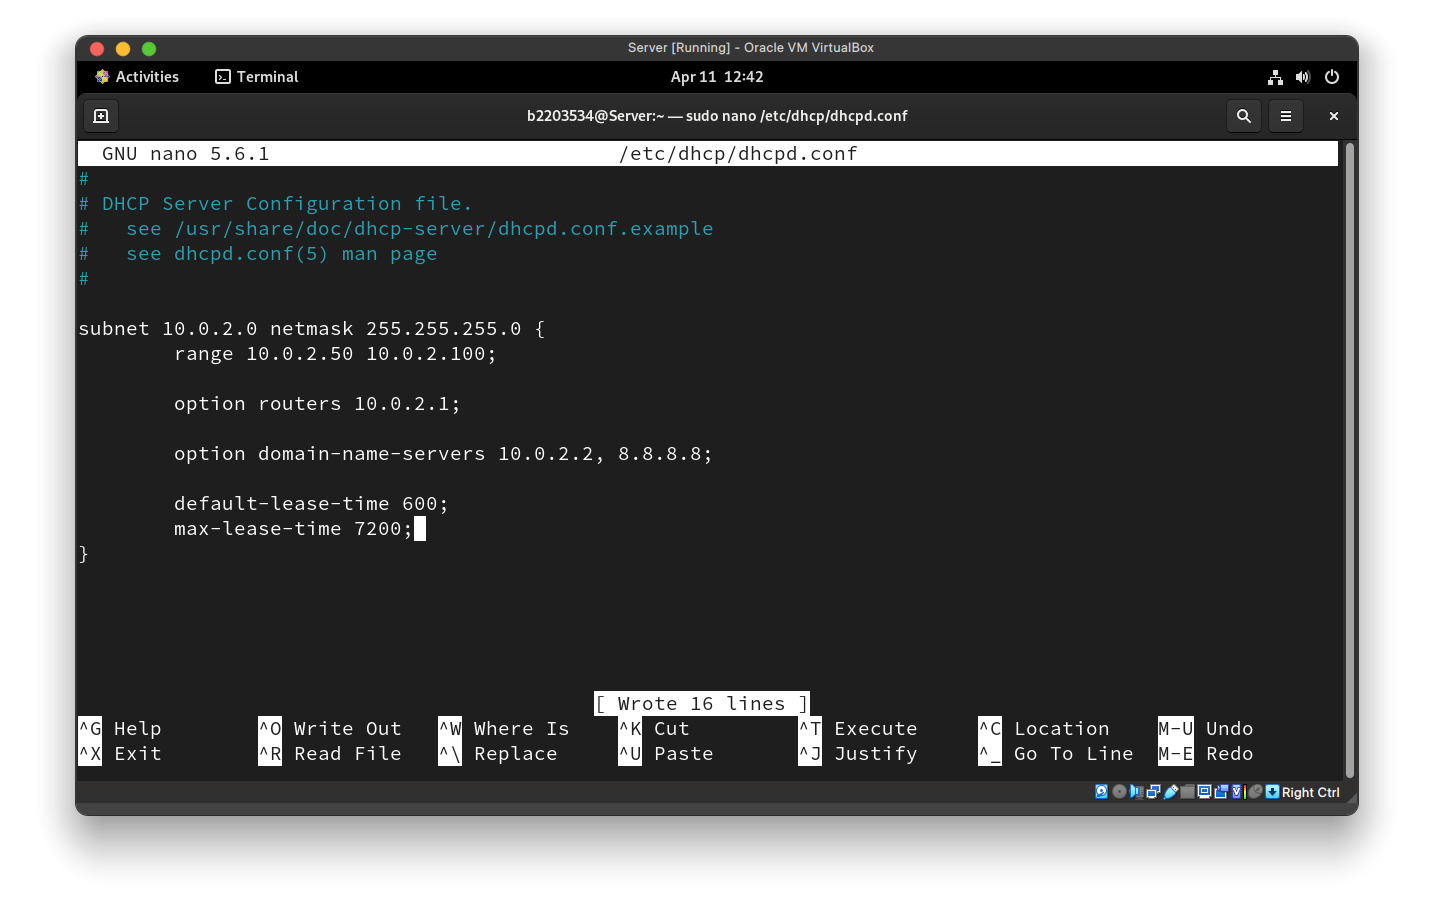 Server [Running] - Oracle VM VirtualBox
Activities Terminal Apr 11 12:42
b2203534@Server:~ — sudo nano /etc/dhcp/dhcpd.conf
GNU nano 5.6.1 /etc/dhcp/dhcpd.conf
#
# DHCP Server Configuration file.
#   see /usr/share/doc/dhcp-server/dhcpd.conf.example
#   see dhcpd.conf(5) man page
#
subnet 10.0.2.0 netmask 255.255.255.0 {
        range 10.0.2.50 10.0.2.100;
        option routers 10.0.2.1;
        option domain-name-servers 10.0.2.2, 8.8.8.8;
        default-lease-time 600;
        max-lease-time 7200;
}
[ Wrote 16 lines ]
^G Help ^O Write Out ^W Where Is ^K Cut ^T Execute ^C Location M-U Undo
^X Exit ^R Read File ^\ Replace ^U Paste ^J Justify ^_ Go To Line M-E Redo
Right Ctrl